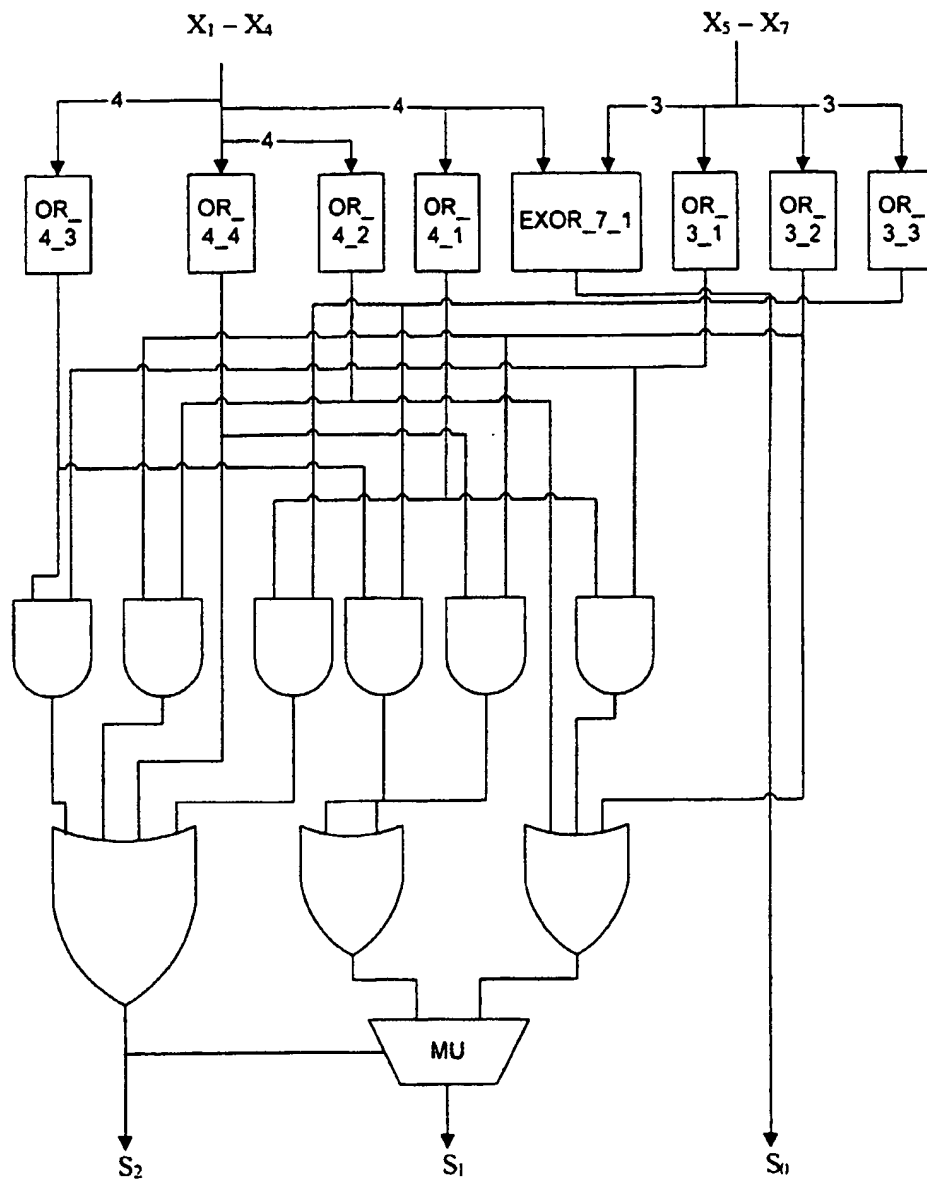 X₁ – X₄ X₅ – X₇
4 4 3 3
4
OR_ 4_3
OR_ 4_4
OR_ 4_2
OR_ 4_1
EXOR_7_1
OR_ 3_1
OR_ 3_2
OR_ 3_3
MU
S₂ S₁ S₀